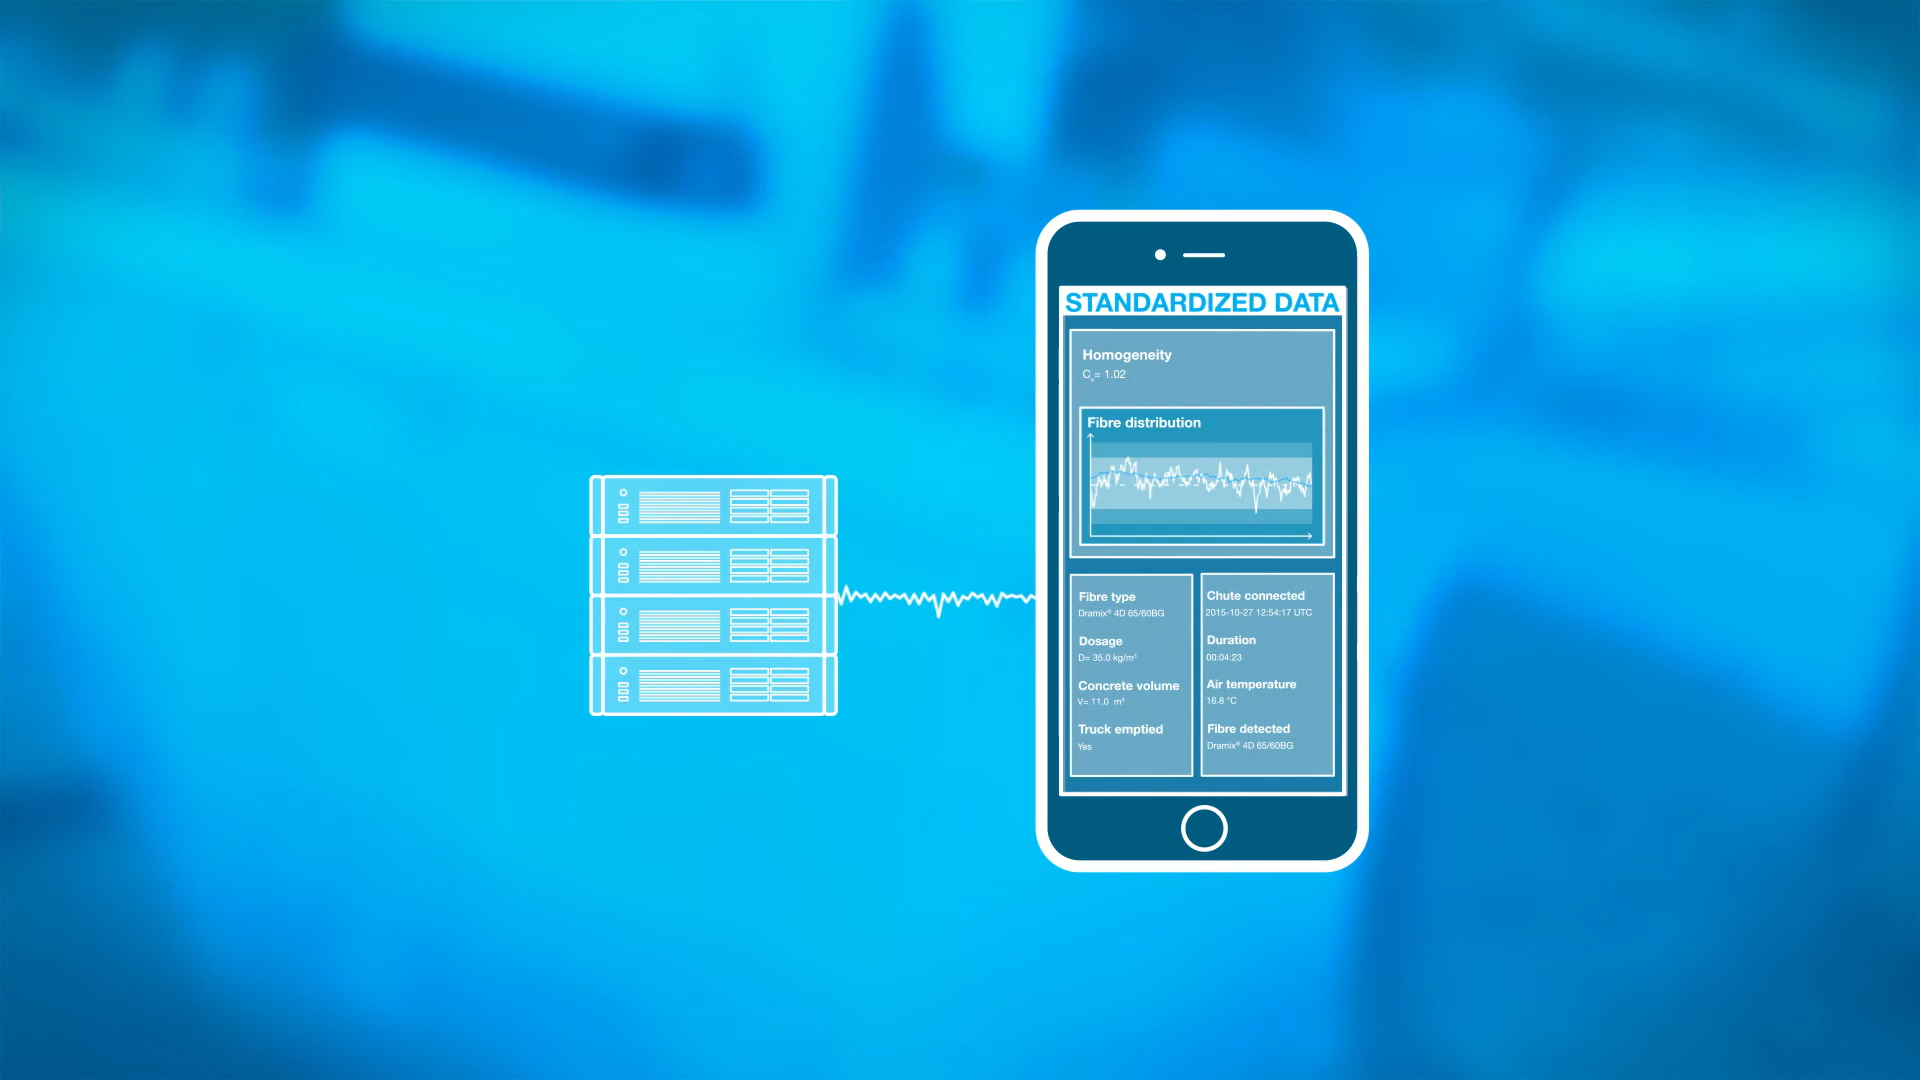 STANDARDIZED DATA
Homogeneity
Cv= 1.02
Fibre distribution
Fibre type
Dramix® 4D 65/60BG
Dosage
D= 35.0 kg/m³
Concrete volume
V= 11.0 m³
Truck emptied
Yes
Chute connected
2015-10-27 12:54:17 UTC
Duration
00:04:23
Air temperature
16.8 °C
Fibre detected
Dramix® 4D 65/60BG